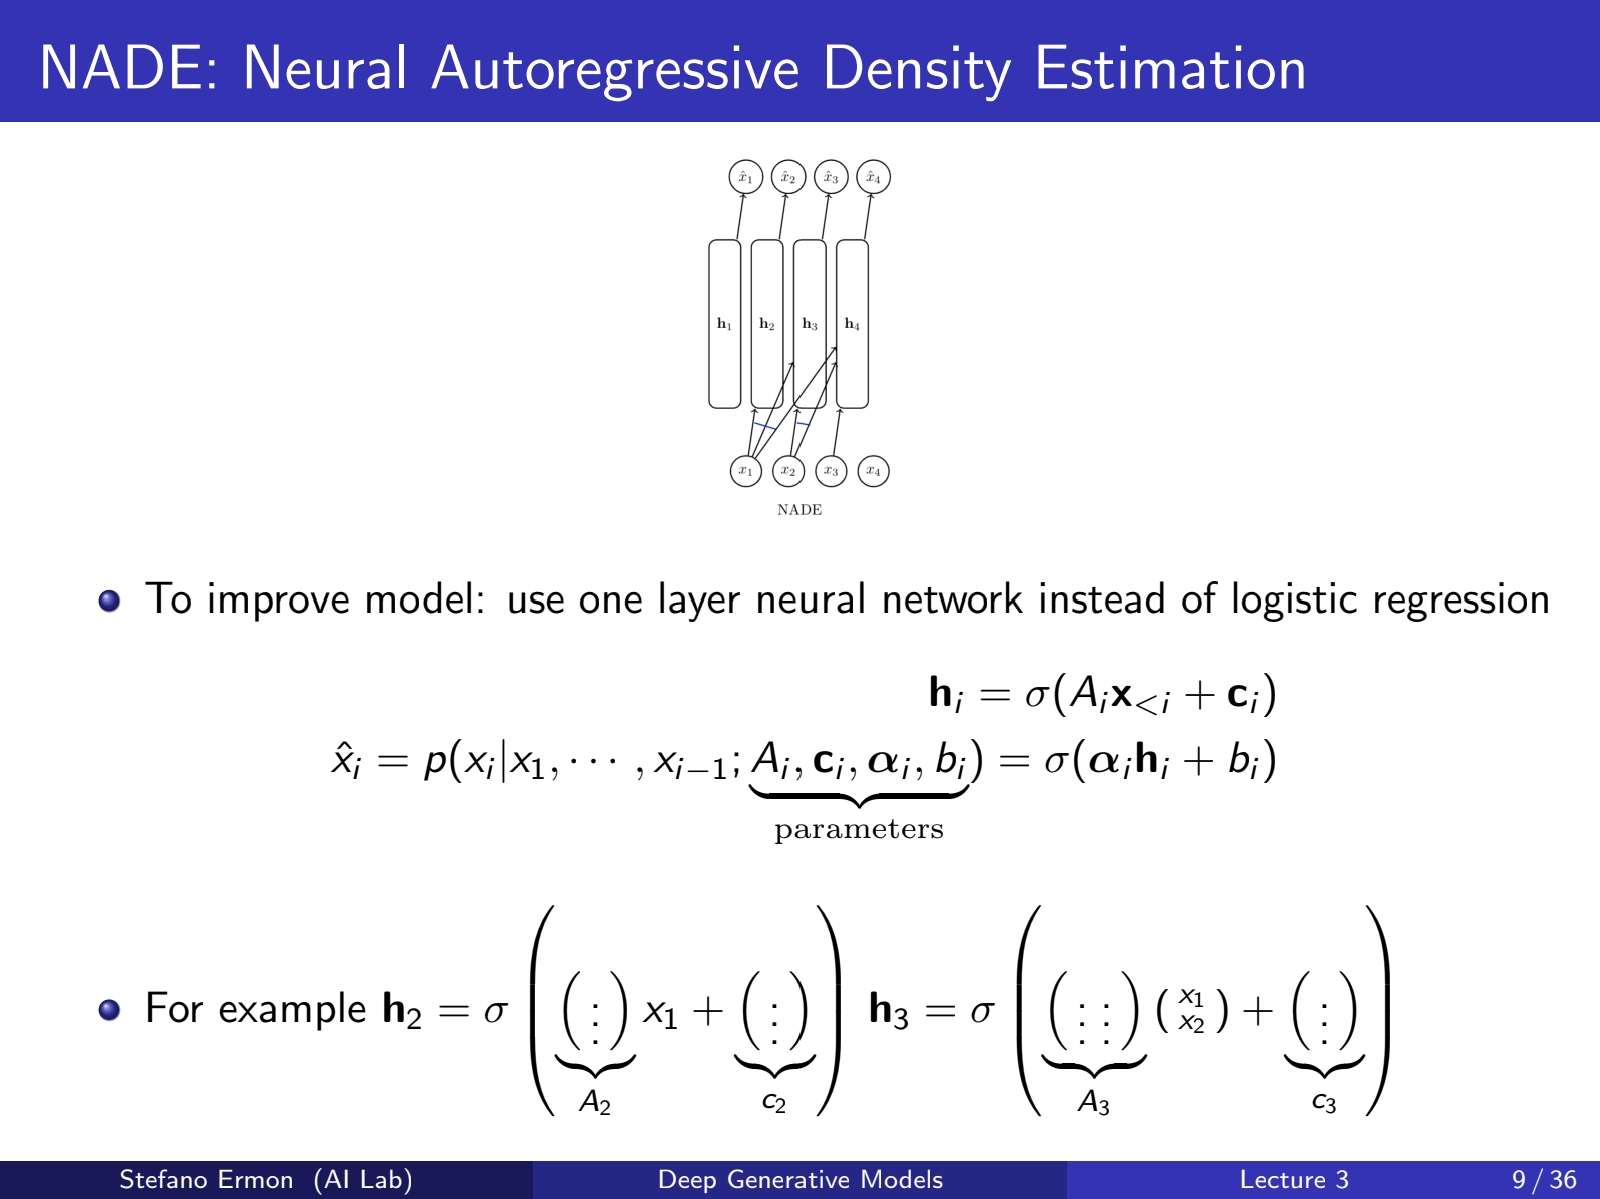 NADE: Neural Autoregressive Density Estimation
x̂₁ x̂₂ x̂₃ x̂₄
h₁ h₂ h₃ h₄
x₁ x₂ x₃ x₄
NADE
To improve model: use one layer neural network instead of logistic regression
hᵢ = σ(Aᵢx<ᵢ + cᵢ)
x̂ᵢ = p(xᵢ|x₁, ⋯ , xᵢ₋₁; Aᵢ, cᵢ, αᵢ, bᵢ) = σ(αᵢhᵢ + bᵢ)
parameters
For example h₂ = σ ( (⋮) x₁ + (⋮) ) h₃ = σ ( (⋮ ⋮) (x₁ x₂) + (⋮) )
A₂ c₂ A₃ c₃
Stefano Ermon (AI Lab) Deep Generative Models Lecture 3 9 / 36